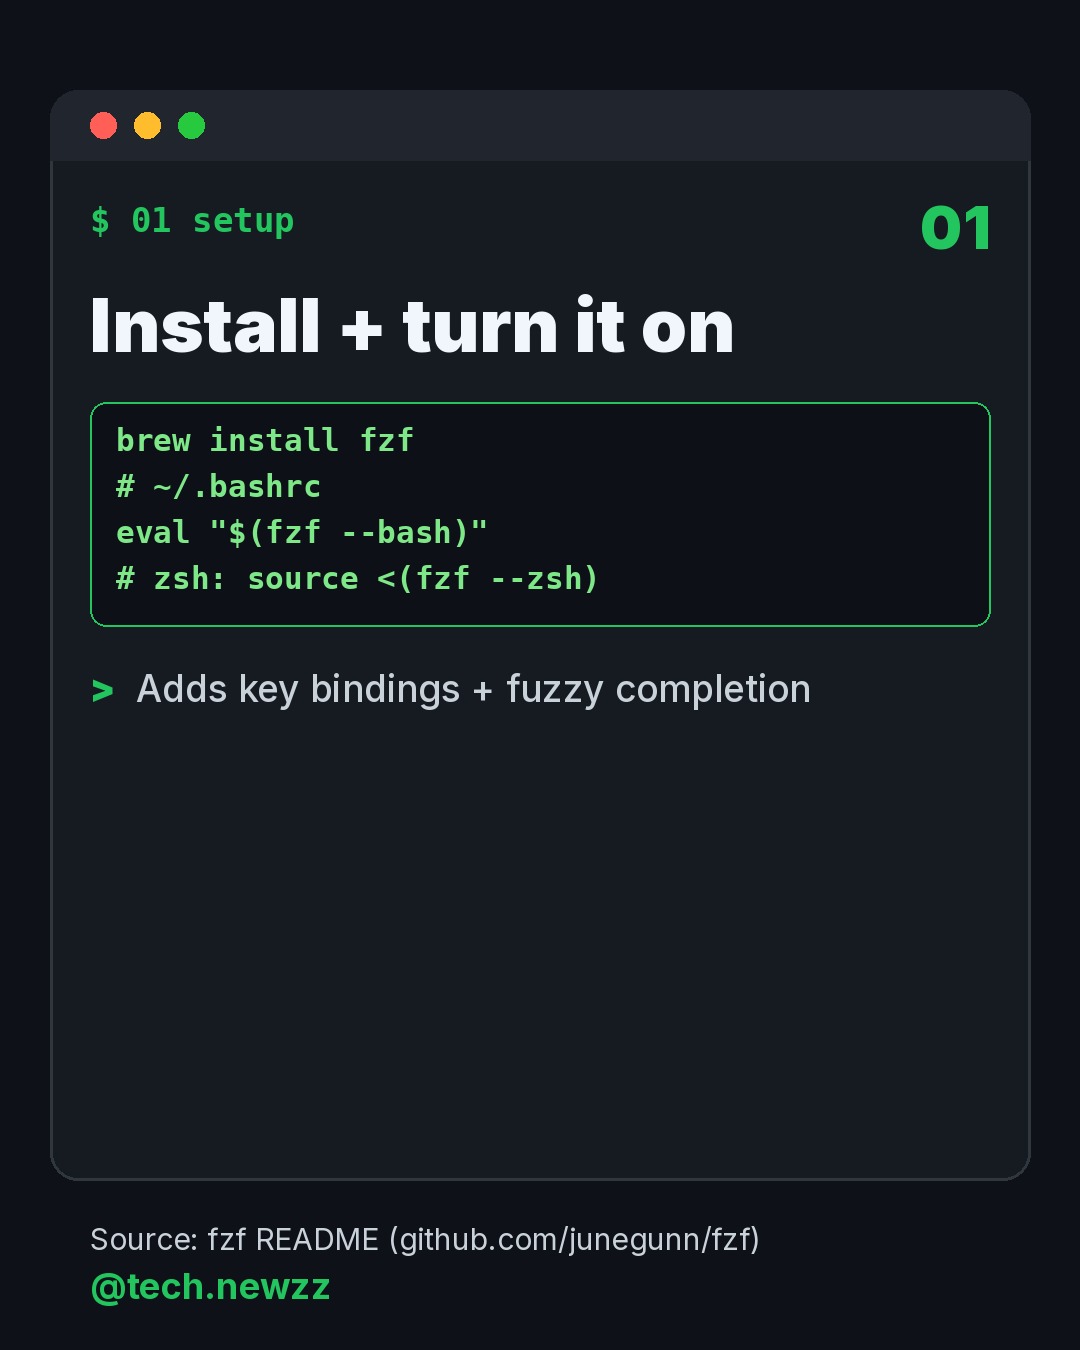 $ 01 setup
01
Install + turn it on
brew install fzf
# ~/.bashrc
eval "$(fzf --bash)"
# zsh: source <(fzf --zsh)
> Adds key bindings + fuzzy completion
Source: fzf README (github.com/junegunn/fzf)
@tech.newzz